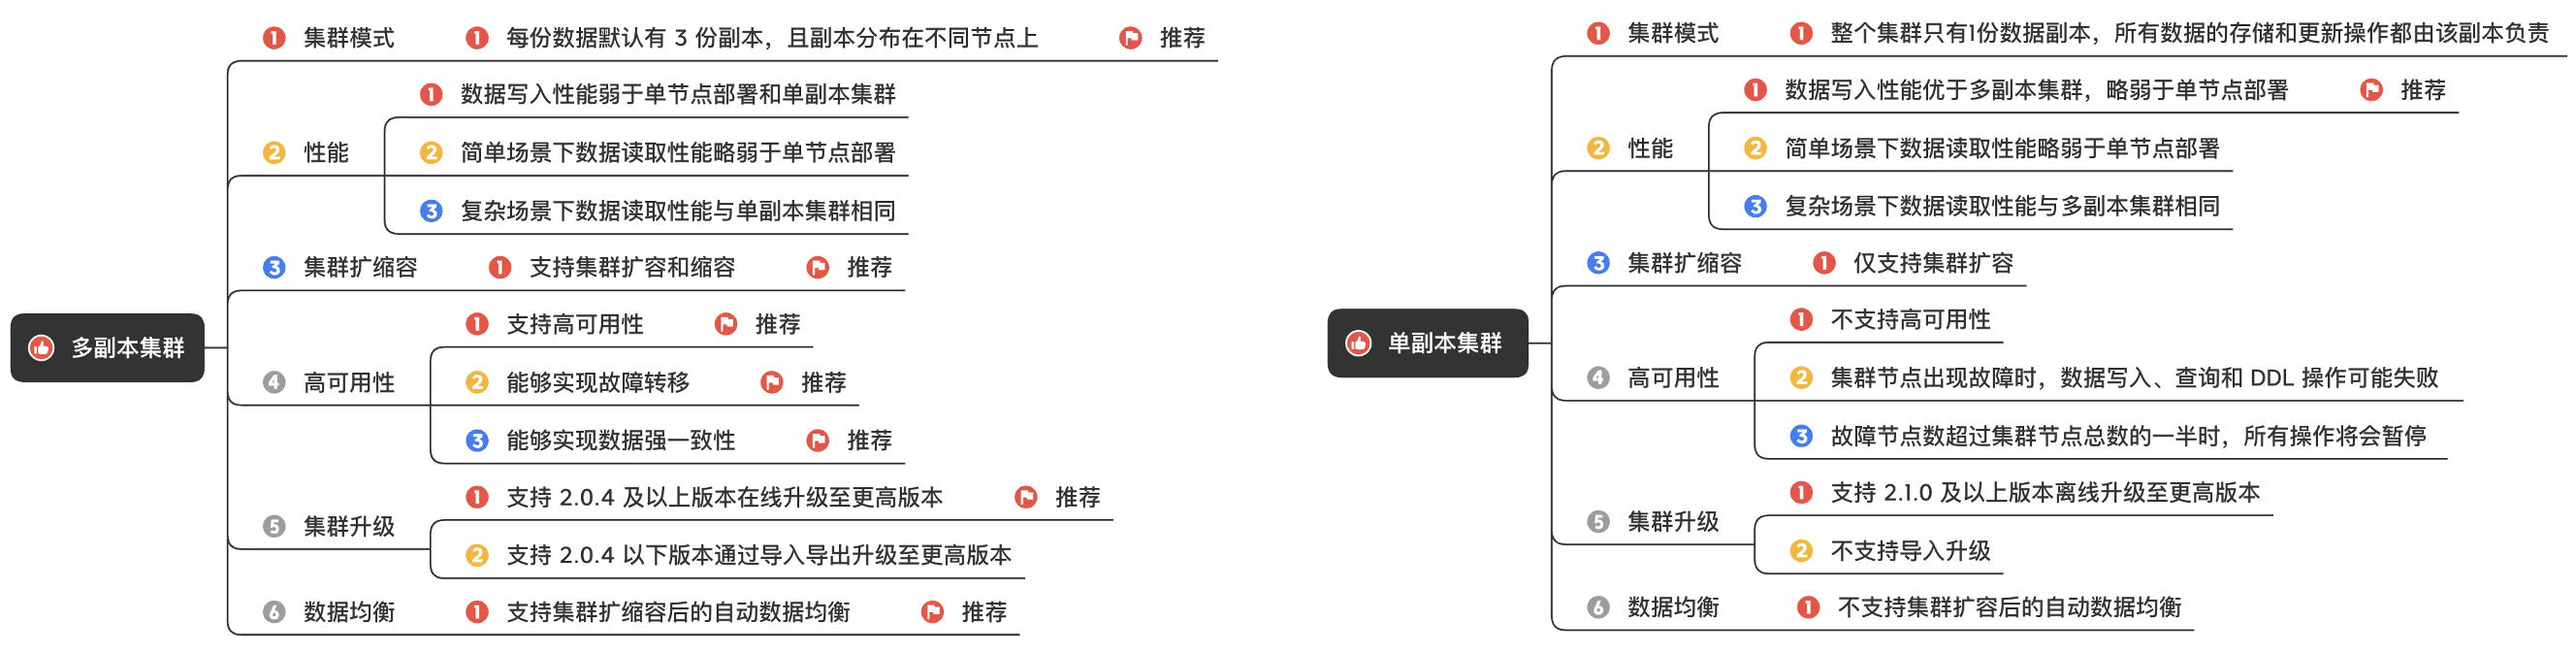 多副本集群
1 集群模式
1 每份数据默认有 3 份副本，且副本分布在不同节点上
推荐
2 性能
1 数据写入性能弱于单节点部署和单副本集群
2 简单场景下数据读取性能略弱于单节点部署
3 复杂场景下数据读取性能与单副本集群相同
3 集群扩缩容
1 支持集群扩容和缩容
推荐
4 高可用性
1 支持高可用性
推荐
2 能够实现故障转移
推荐
3 能够实现数据强一致性
推荐
5 集群升级
1 支持 2.0.4 及以上版本在线升级至更高版本
推荐
2 支持 2.0.4 以下版本通过导入导出升级至更高版本
6 数据均衡
1 支持集群扩缩容后的自动数据均衡
推荐
单副本集群
1 集群模式
1 整个集群只有1份数据副本，所有数据的存储和更新操作都由该副本负责
2 性能
1 数据写入性能优于多副本集群，略弱于单节点部署
推荐
2 简单场景下数据读取性能略弱于单节点部署
3 复杂场景下数据读取性能与多副本集群相同
3 集群扩缩容
1 仅支持集群扩容
4 高可用性
1 不支持高可用性
2 集群节点出现故障时，数据写入、查询和 DDL 操作可能失败
3 故障节点数超过集群节点总数的一半时，所有操作将会暂停
5 集群升级
1 支持 2.1.0 及以上版本离线升级至更高版本
2 不支持导入升级
6 数据均衡
1 不支持集群扩容后的自动数据均衡